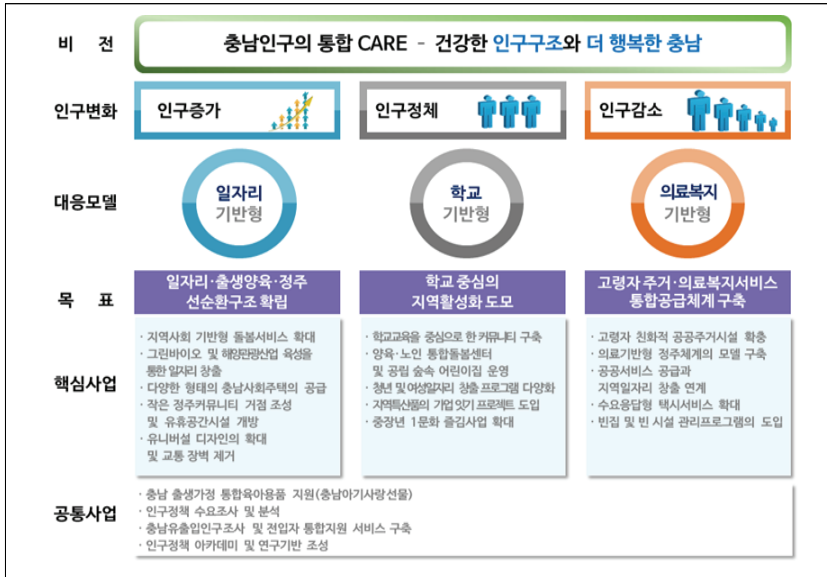 비 전
충남인구의 통합 CARE - 건강한 인구구조와 더 행복한 충남
인구변화
인구증가
인구정체
인구감소
대응모델
일자리
기반형
학교
기반형
의료복지
기반형
목 표
일자리·출생양육·정주
선순환구조 확립
학교 중심의
지역활성화 도모
고령자 주거·의료복지서비스
통합공급체계 구축
핵심사업
· 지역사회 기반형 돌봄서비스 확대
· 그린바이오 및 해양관광산업 육성을
통한 일자리 창출
· 다양한 형태의 충남사회주택의 공급
· 작은 정주커뮤니티 거점 조성
및 유휴공간시설 개방
· 유니버설 디자인의 확대
및 교통 장벽 제거
· 학교교육을 중심으로 한 커뮤니티 구축
· 양육·노인 통합돌봄센터
및 공립 숲속 어린이집 운영
· 청년 및 여성일자리 창출 프로그램 다양화
· 지역특산품의 가업 잇기 프로젝트 도입
· 중장년 1문화 즐김사업 확대
· 고령자 친화적 공공주거시설 확충
· 의료기반형 정주체계의 모델 구축
· 공공서비스 공급과
지역일자리 창출 연계
· 수요응답형 택시서비스 확대
· 빈집 및 빈 시설 관리프로그램의 도입
공통사업
· 충남 출생가정 통합육아용품 지원(충남아기사랑선물)
· 인구정책 수요조사 및 분석
· 충남유출입인구조사 및 전입자 통합지원 서비스 구축
· 인구정책 아카데미 및 연구기반 조성